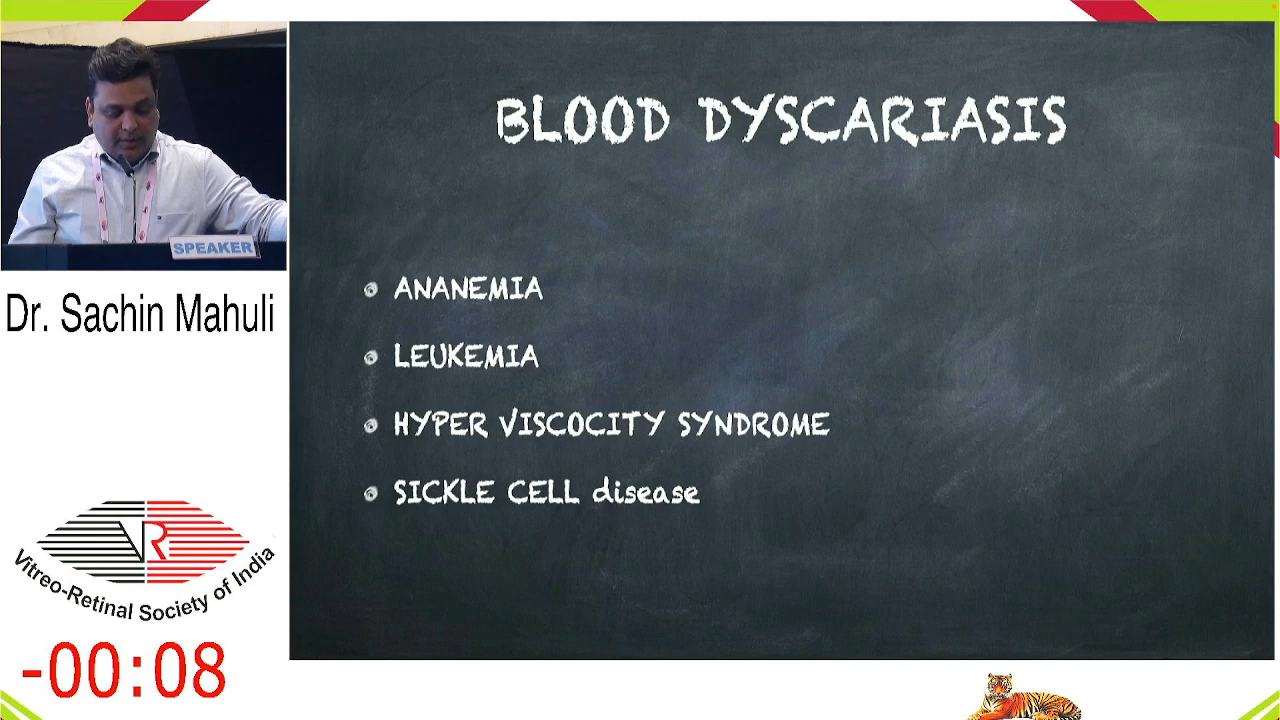 BLOOD DYSCARIASIS
SPEAKER
ANANEMIA
Dr. Sachin Mahuli
LEUKEMIA
HYPER VISCOCITY SYNDROME
SICKLE CELL disease
VR
Vitreo-Retinal Society of India
-00:08